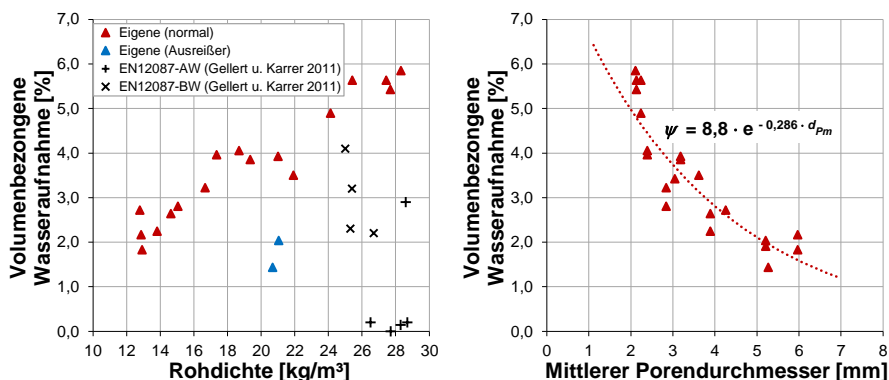 Volumenbezongene
Wasseraufnahme [%]
7,0
6,0
5,0
4,0
3,0
2,0
1,0
0,0
Eigene (normal)
Eigene (Ausreißer)
EN12087-AW (Gellert u. Karrer 2011)
EN12087-BW (Gellert u. Karrer 2011)
10 12 14 16 18 20 22 24 26 28 30
Rohdichte [kg/m³]
Volumenbezongene
Wasseraufnahme [%]
7,0
6,0
5,0
4,0
3,0
2,0
1,0
0,0
ψ = 8,8 · e - 0,286 · dPm
0 1 2 3 4 5 6 7 8
Mittlerer Porendurchmesser [mm]